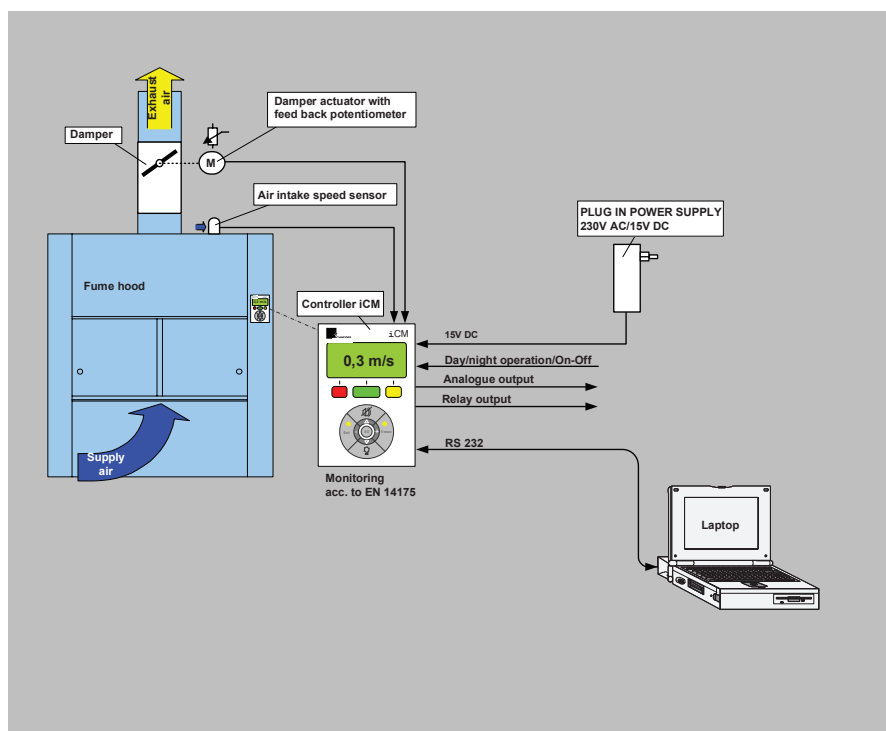 Exhaust
air
Damper actuator with
feed back potentiometer
Damper
M
Air intake speed sensor
PLUG IN POWER SUPPLY
230V AC/15V DC
Fume hood
Controller iCM
iCM
15V DC
0,3 m/s
Day/night operation/On-Off
Analogue output
Relay output
RS 232
Supply
air
Monitoring
acc. to EN 14175
Laptop